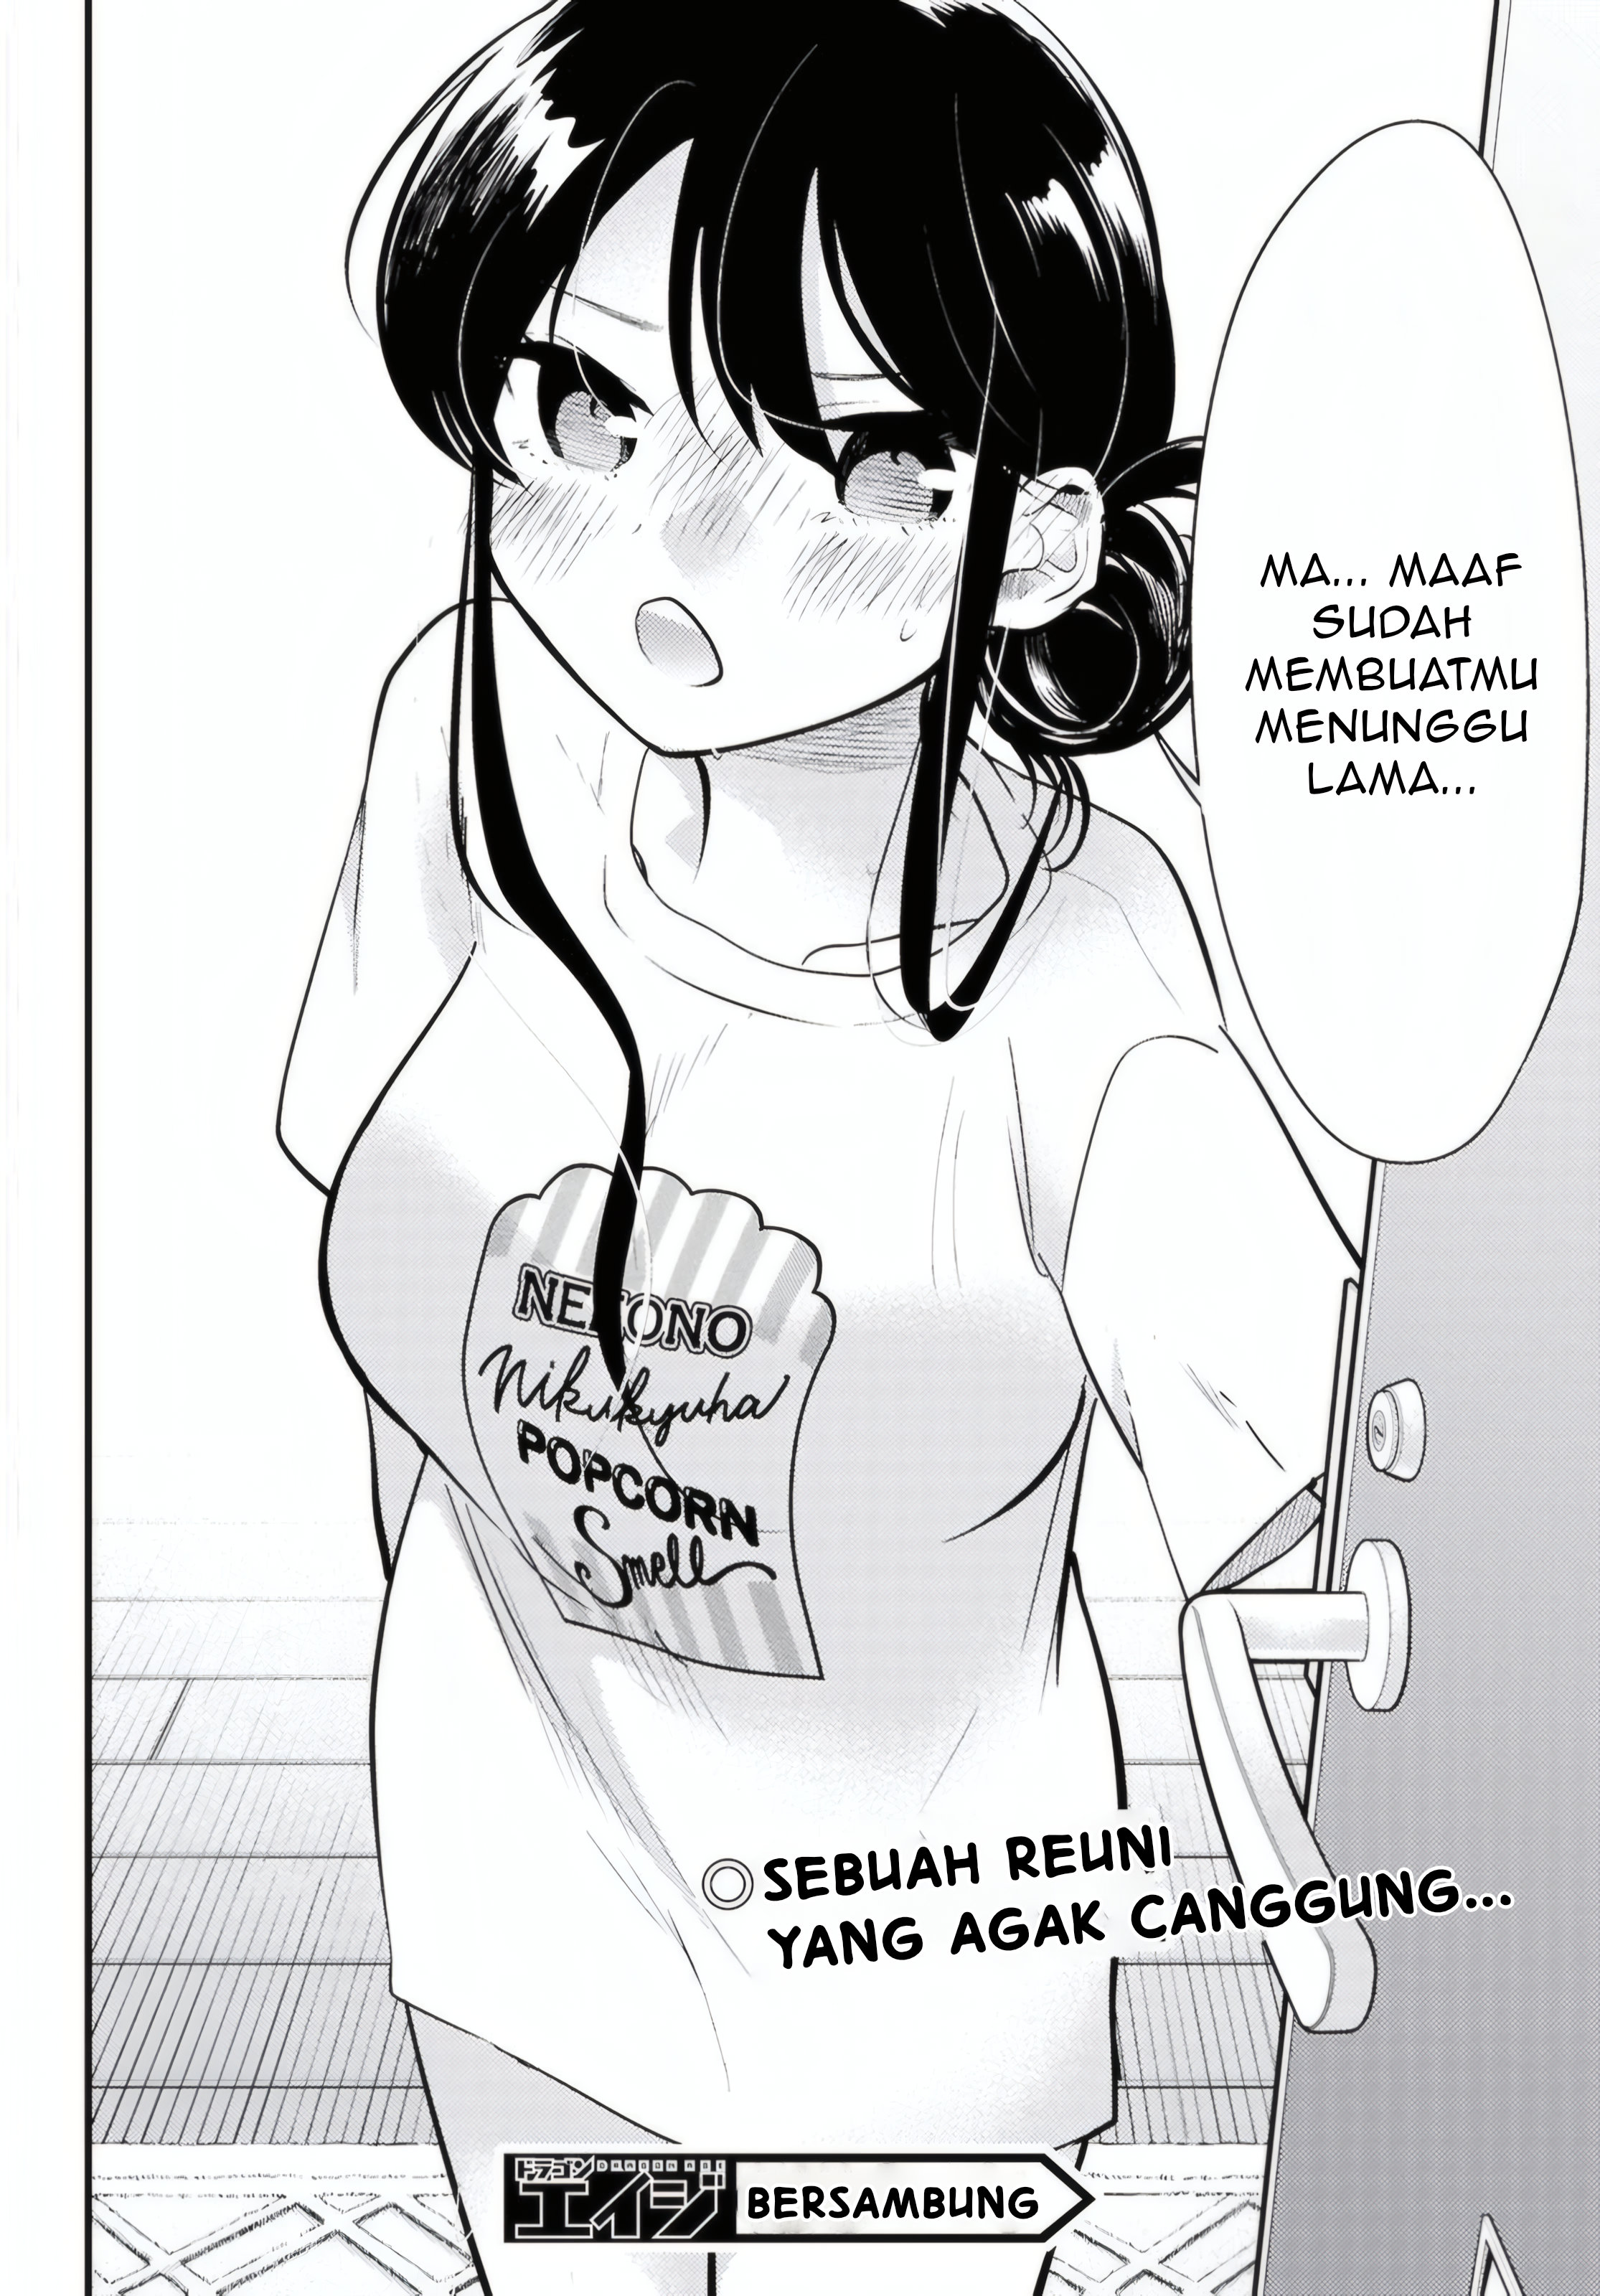 MA... MAAF
SUDAH
MEMBUATMU
MENUNGGU
LAMA...
NEKONO
Nikukyuha
POPCORN
Smell
SEBUAH REUNI
YANG AGAK CANGGUNG...
ドラゴン DRAGON AGE
エイジ
BERSAMBUNG